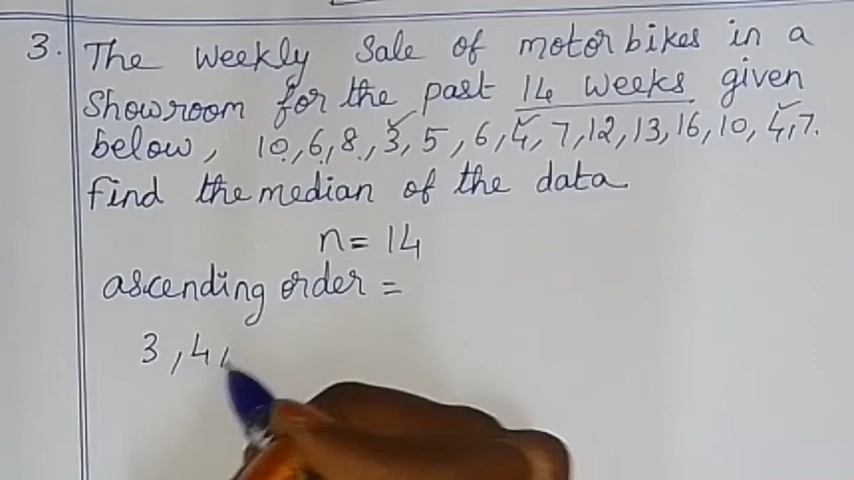 3. The weekly sale of motorbikes in a
showroom for the past 14 weeks given
below, 10,6,8,3,5,6,4,7,12,13,16,10,4,7.
find the median of the data
n=14
ascending order =
3,4,